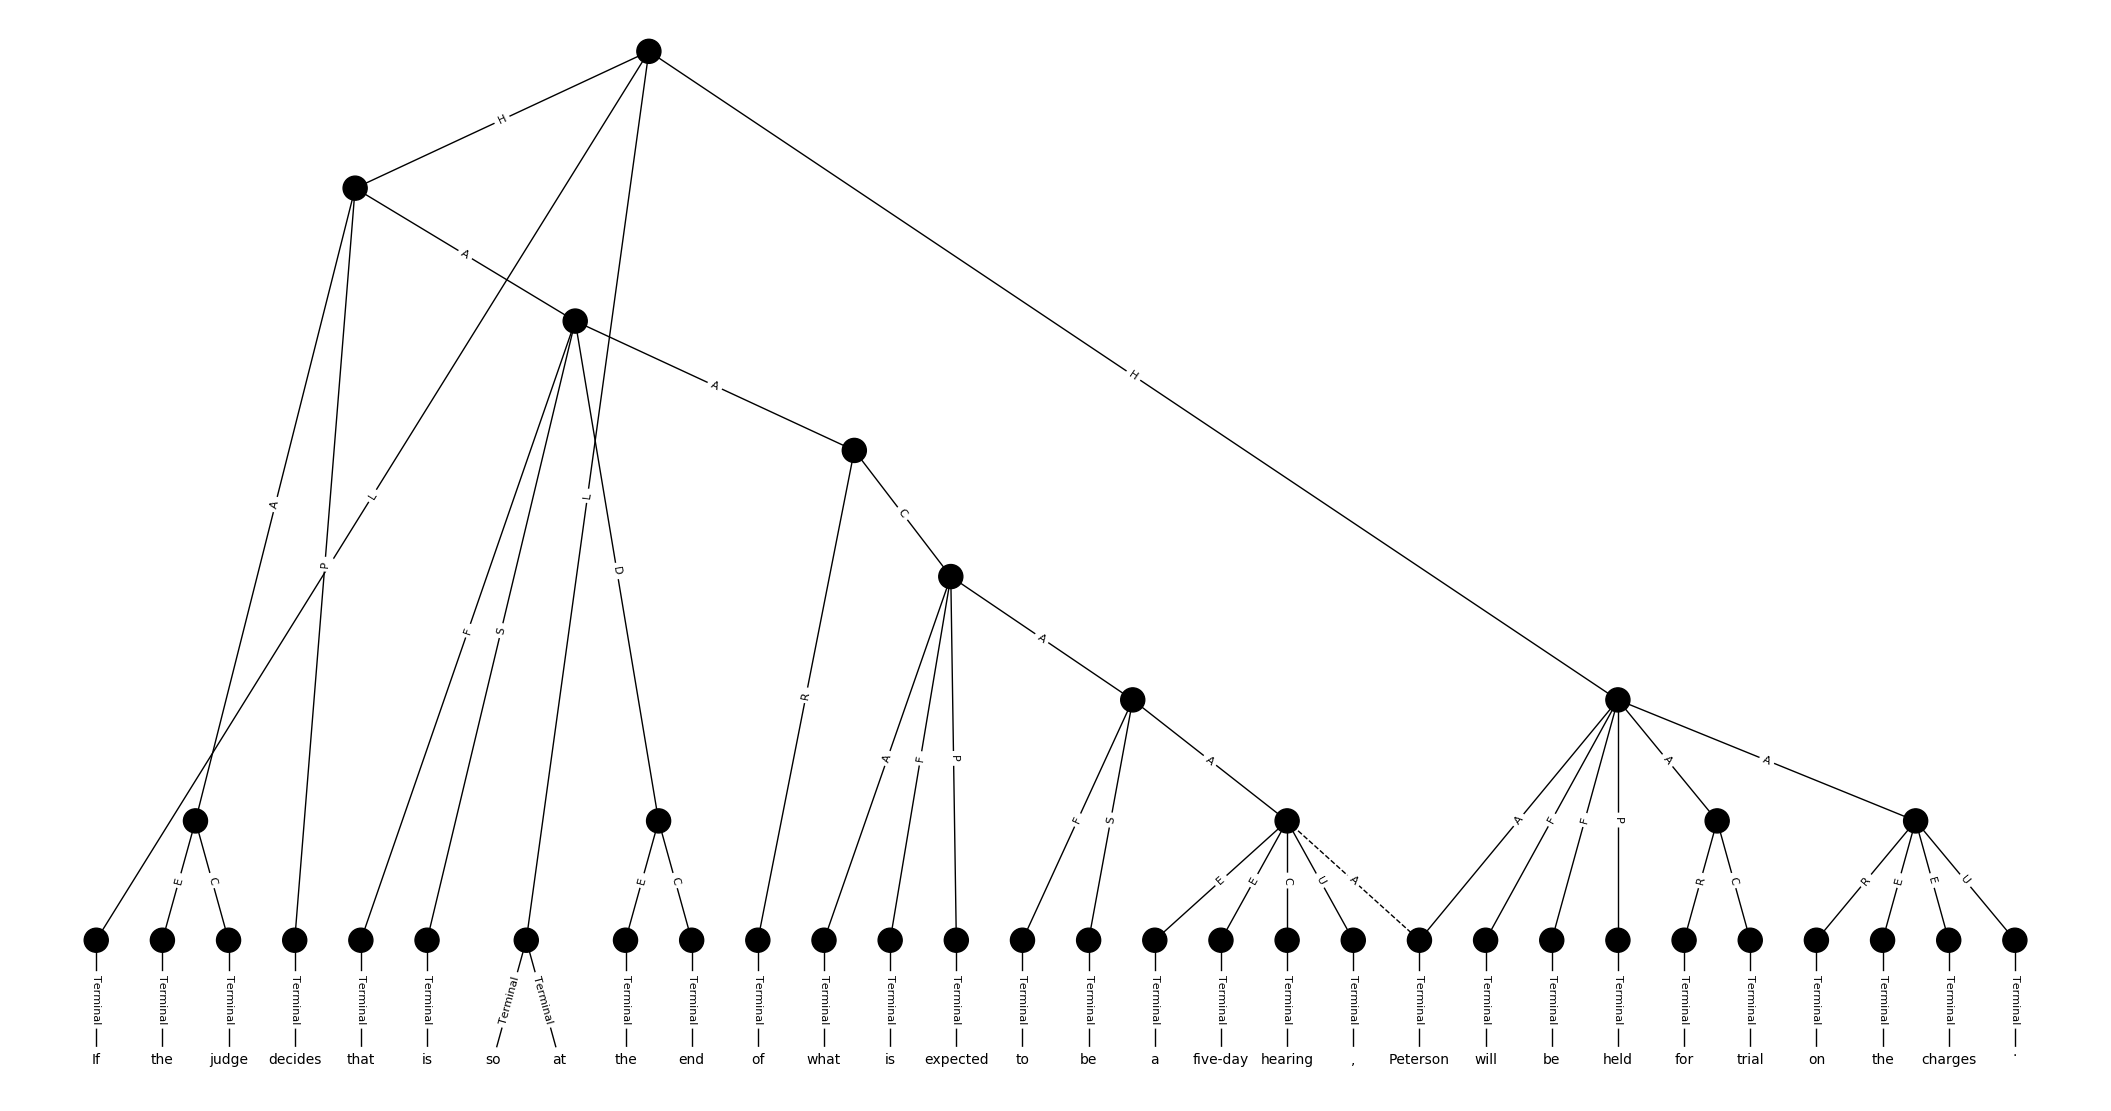 H
A
A
H
A
P
L
F
S
L
D
R
C
A
F
P
A
F
S
A
A
F
F
P
A
A
E C E C E E C U A R C R E E U
Terminal Terminal Terminal Terminal Terminal Terminal Terminal Terminal Terminal Terminal Terminal Terminal Terminal Terminal Terminal Terminal Terminal Terminal Terminal Terminal Terminal Terminal Terminal Terminal Terminal Terminal Terminal Terminal Terminal Terminal
If the judge decides that is so at the end of what is expected to be a five-day hearing , Peterson will be held for trial on the charges .